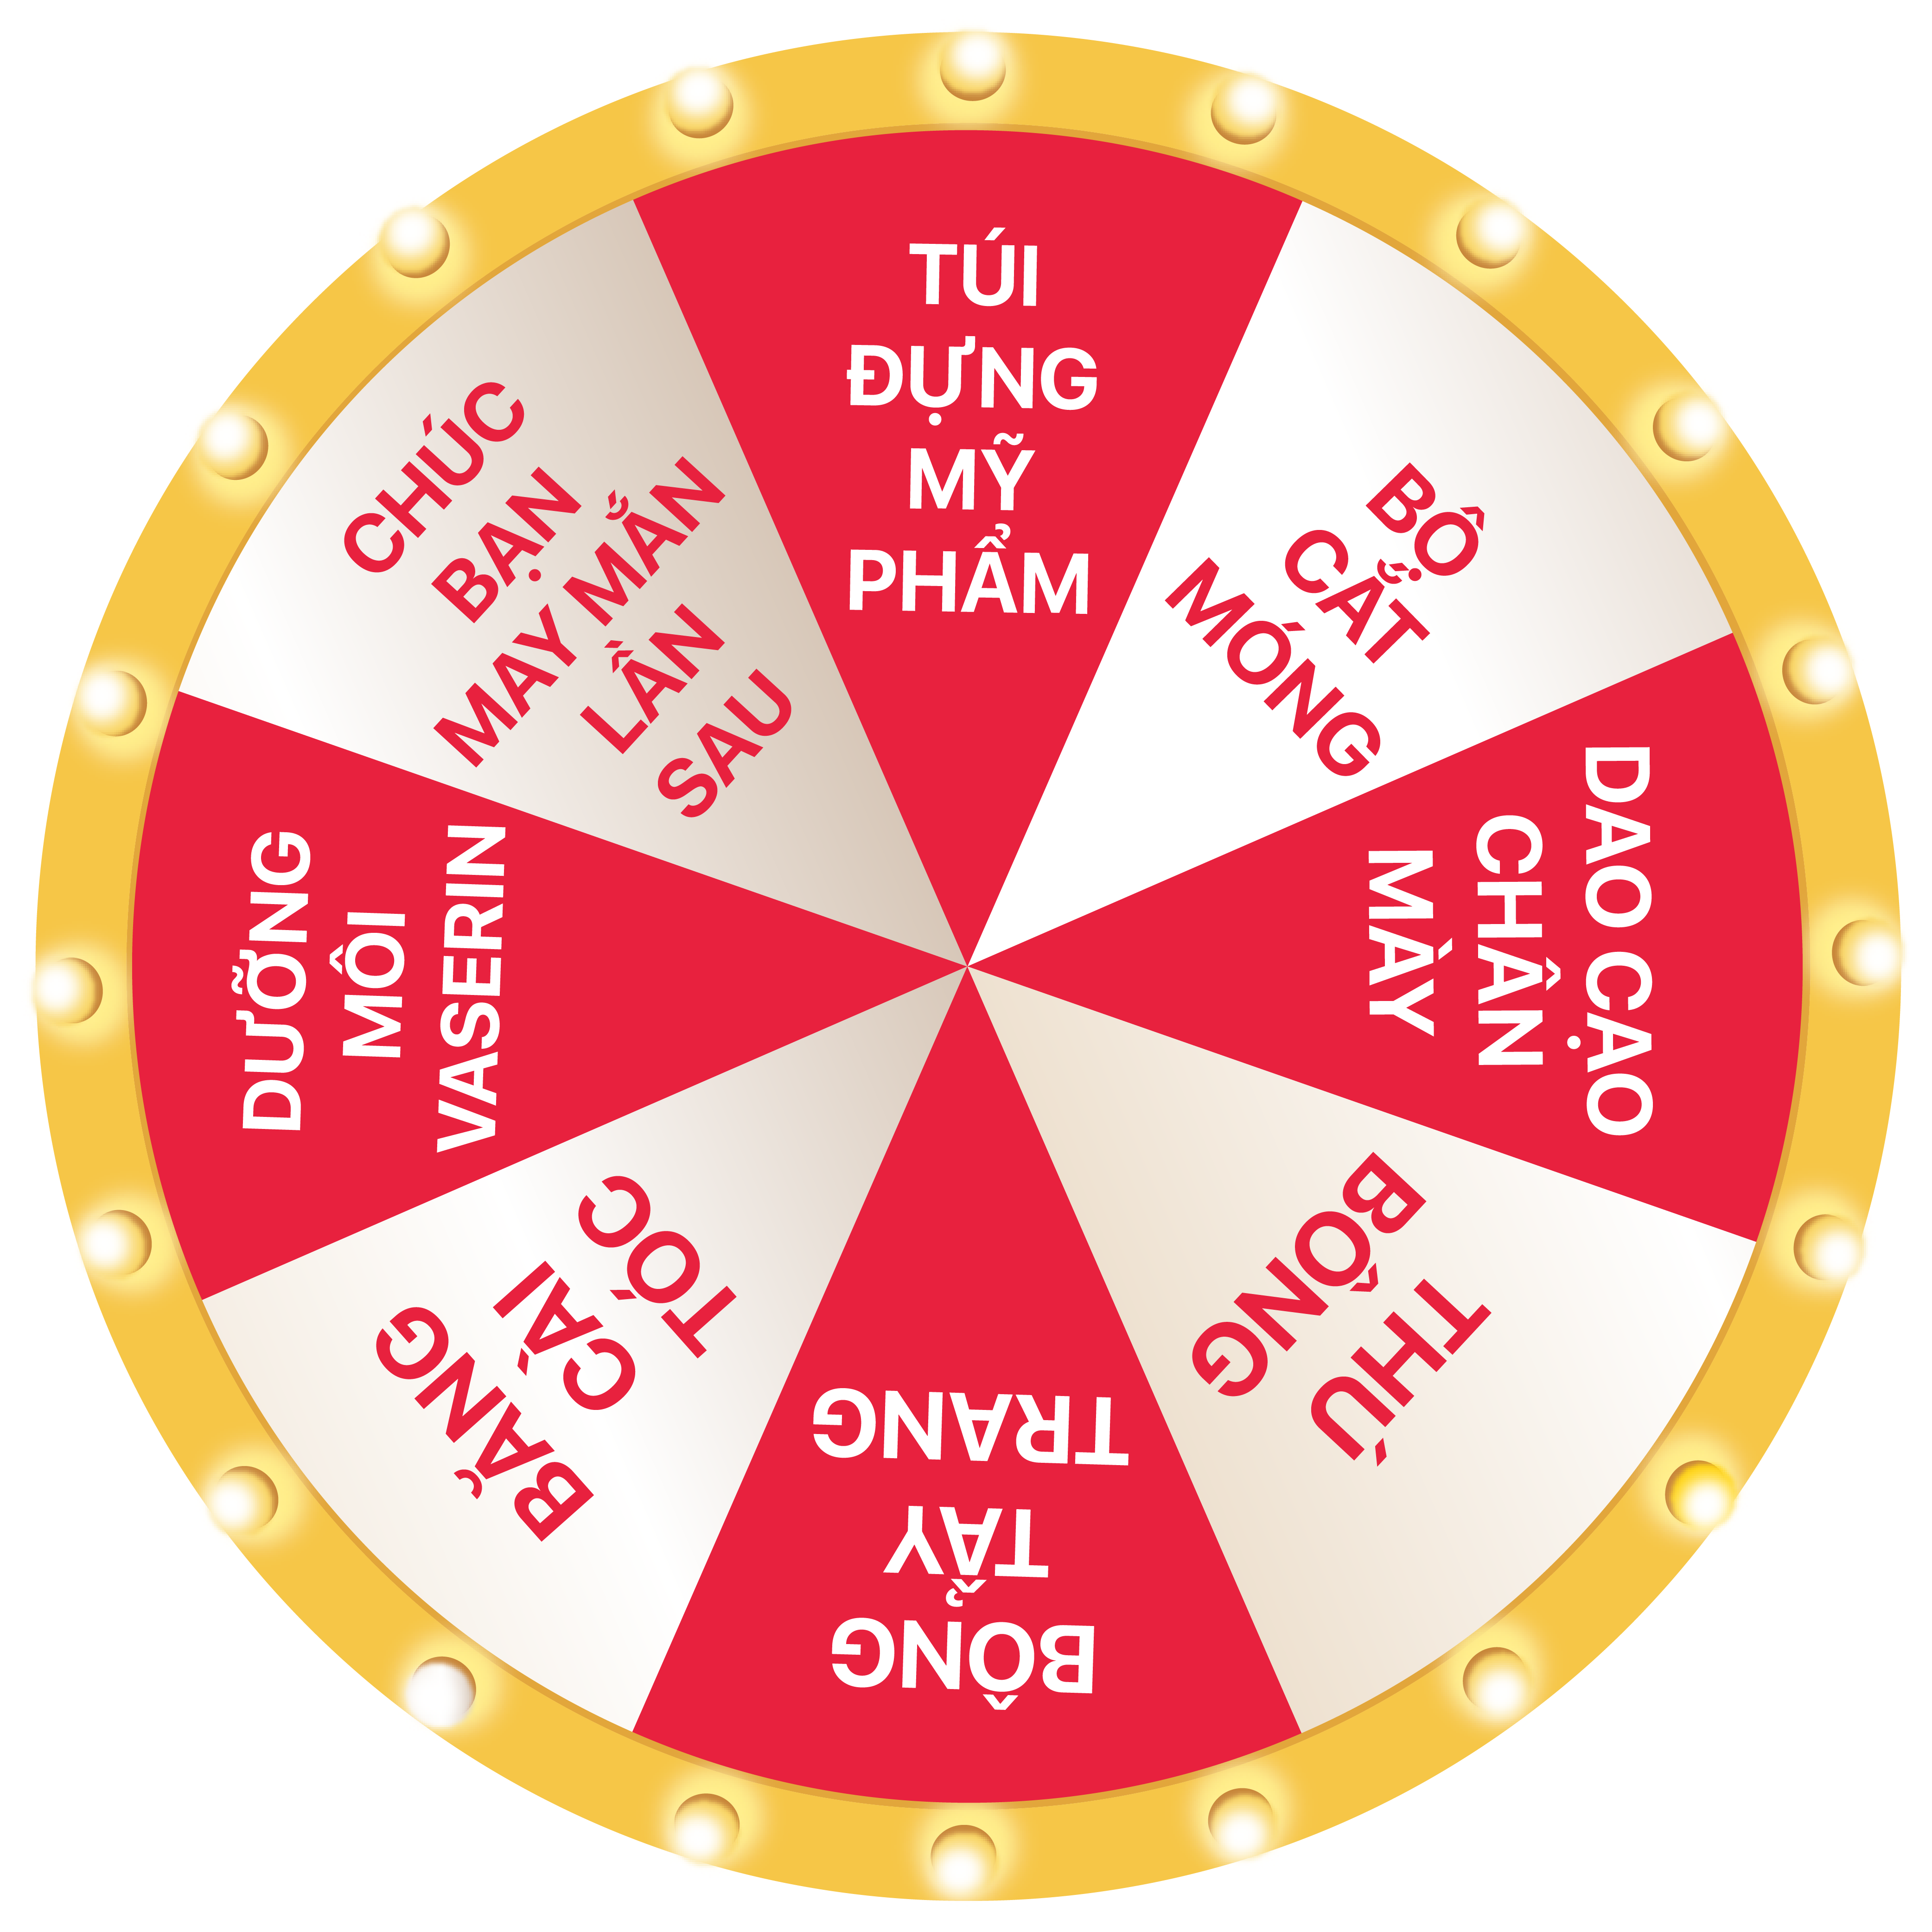 TÚI
ĐỰNG
MỸ
PHẨM
BỘ
CẮT
MÓNG
DAO CẠO
CHÂN
MÀY
THÚ
BÔNG
BÔNG
TẨY
TRANG
BĂNG
CÀI
TÓC
DƯỠNG
MÔI
VASERIN
CHÚC
BẠN
MAY MẮN
LẦN
SAU